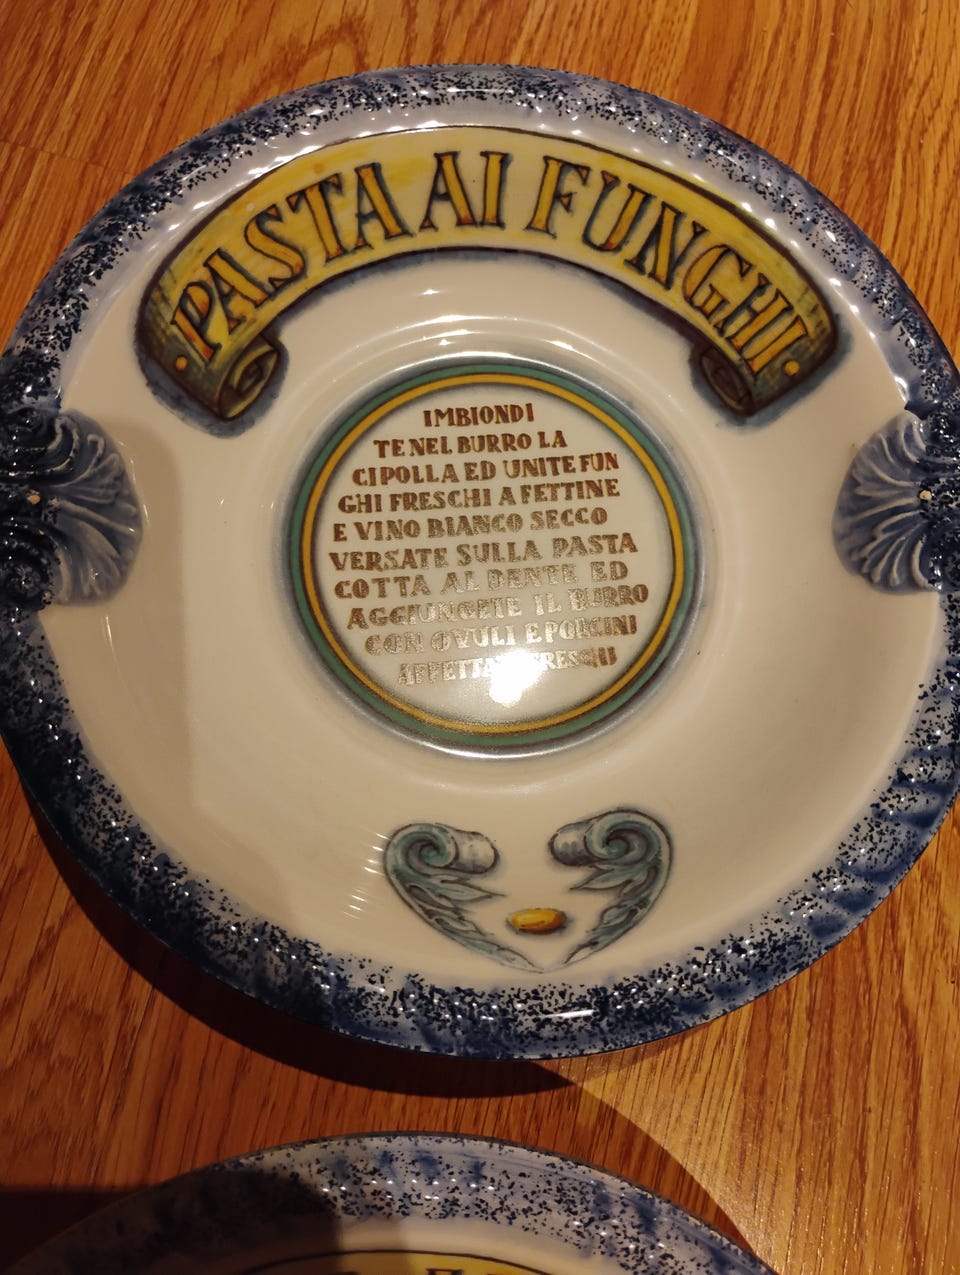 ·PASTA AI FUNGHI·
IMBIONDI
TE NEL BURRO LA
CIPOLLA ED UNITE FUN
GHI FRESCHI A FETTINE
E VINO BIANCO SECCO
VERSATE SULLA PASTA
COTTA AL DENTE ED
AGGIUNGETE IL BURRO
CON OVULI E PORCINI